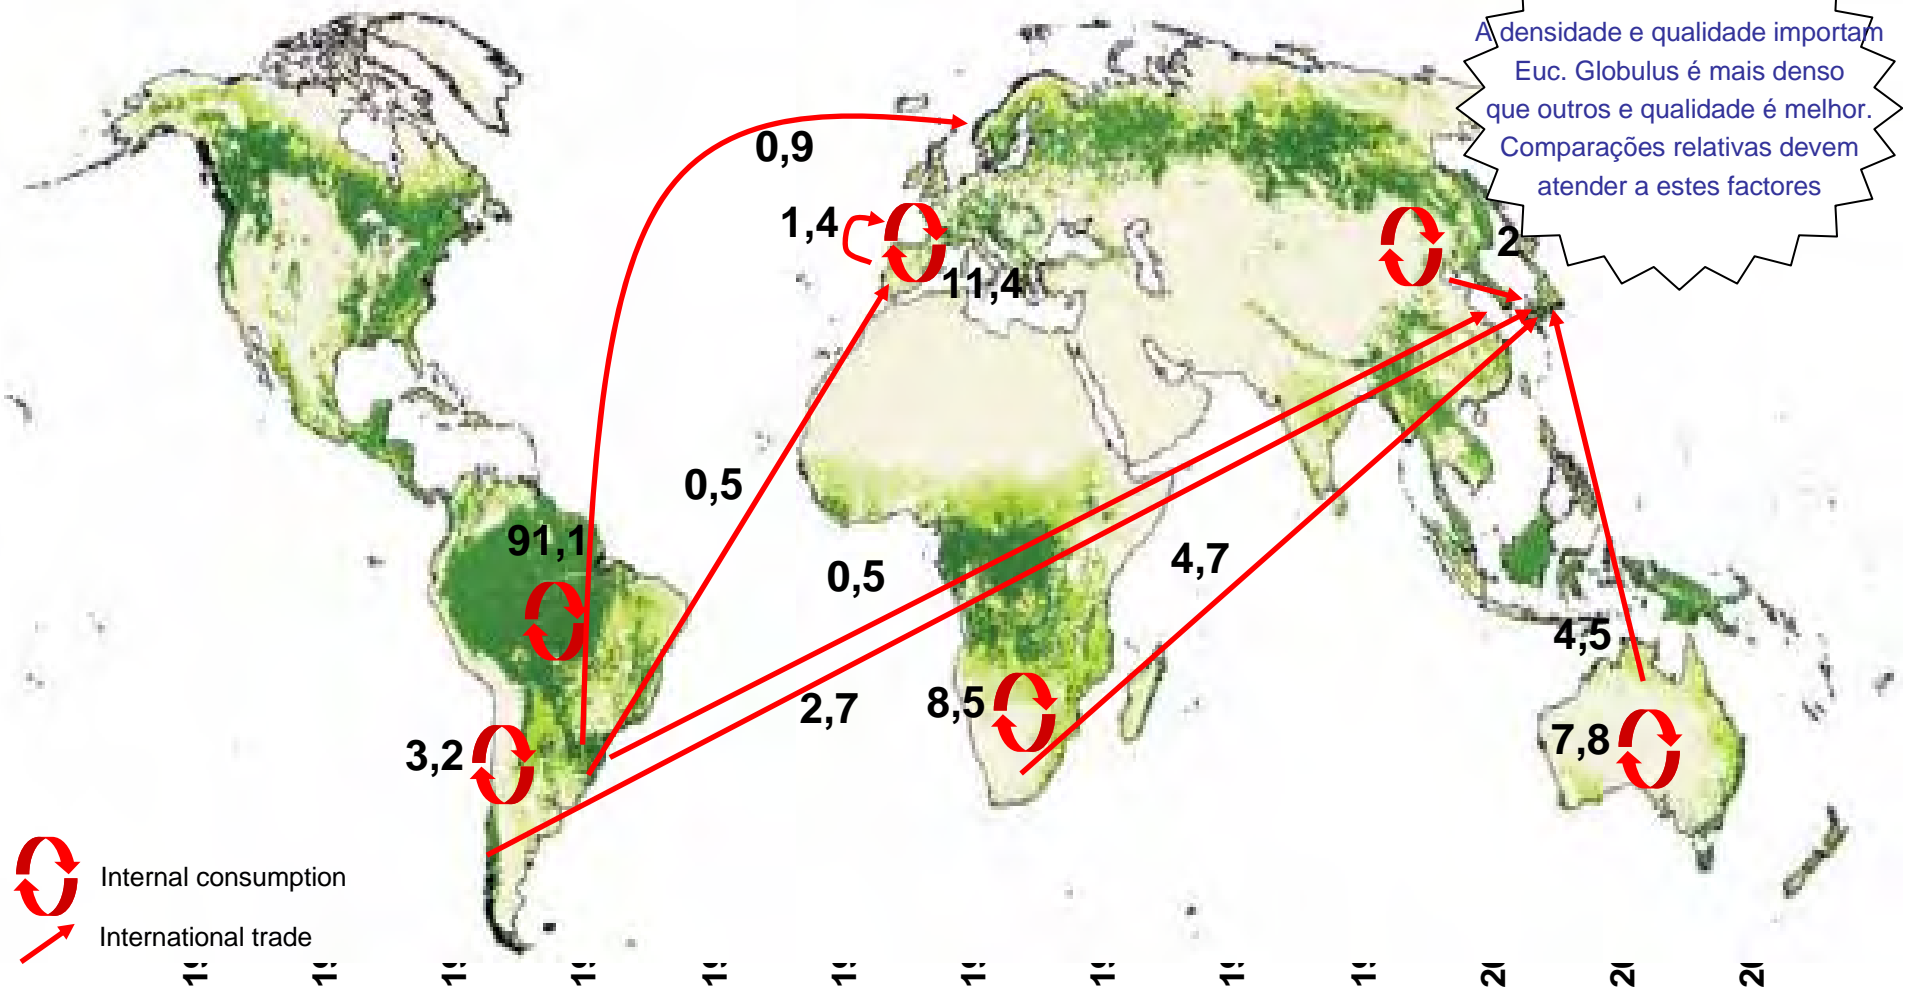 A densidade e qualidade importam
Euc. Globulus é mais denso
que outros e qualidade é melhor.
Comparações relativas devem
atender a estes factores
0,9
1,4
11,4
2
0,5
91,1
0,5
4,7
4,5
2,7
8,5
7,8
3,2
Internal consumption
International trade